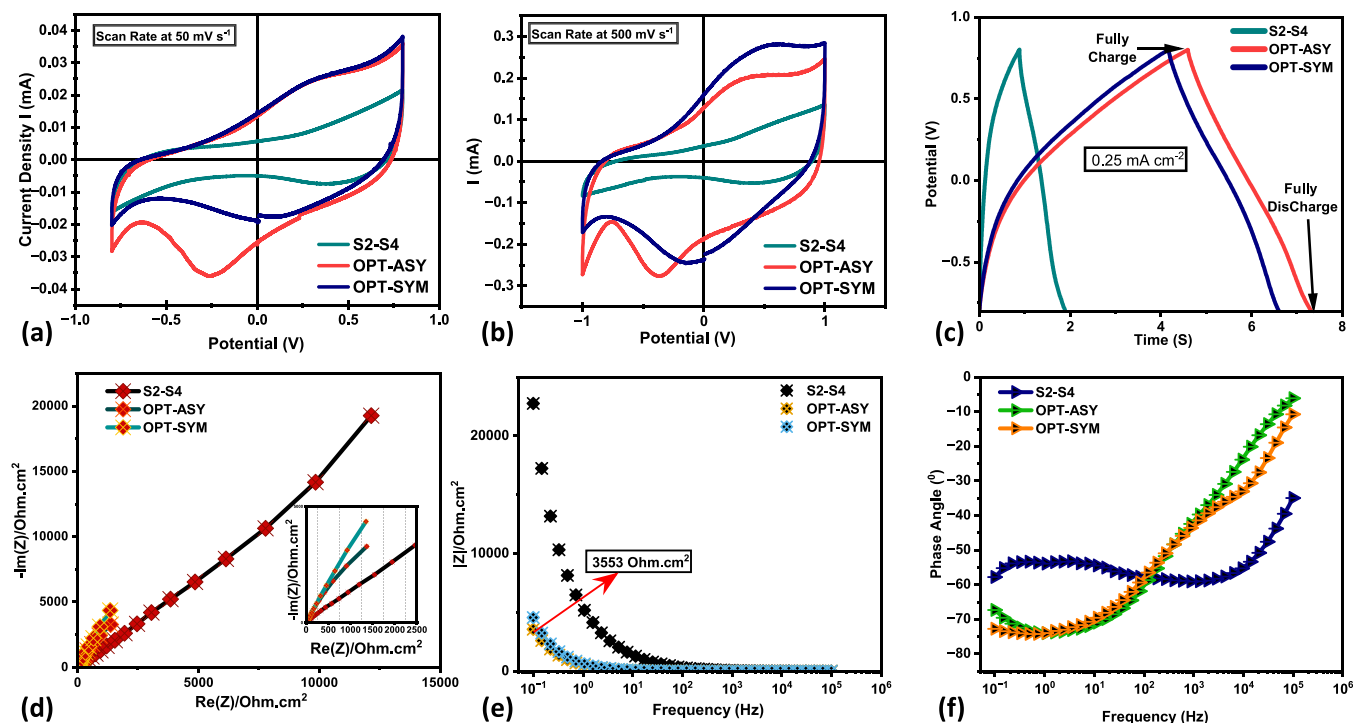 Scan Rate at 50 mV s⁻¹
0.04
0.03
0.02
0.01
0.00
−0.01
−0.02
−0.03
−0.04
Current Density I (mA)
S2-S4
OPT-ASY
OPT-SYM
−1.0
−0.5
0.0
0.5
1.0
Potential (V)
(a)
Scan Rate at 500 mV s⁻¹
0.3
0.2
0.1
0.0
−0.1
−0.2
−0.3
I (mA)
S2-S4
OPT-ASY
OPT-SYM
−1
0
1
Potential (V)
(b)
1.0
0.5
0.0
−0.5
Potential (V)
Fully
Charge
S2-S4
OPT-ASY
OPT-SYM
0.25 mA cm⁻²
Fully
DisCharge
0
2
4
6
8
Time (S)
(c)
S2-S4
OPT-ASY
OPT-SYM
20000
15000
10000
5000
0
-Im(Z)/Ohm.cm²
-Im(Z)/Ohm.cm²
0
500
1000
1500
2000
2500
Re(Z)/Ohm.cm²
0
5000
10000
15000
Re(Z)/Ohm.cm²
(d)
S2-S4
OPT-ASY
OPT-SYM
20000
10000
0
|Z|/Ohm.cm²
3553 Ohm.cm²
10⁻¹
10⁰
10¹
10²
10³
10⁴
10⁵
10⁶
Frequency (Hz)
(e)
S2-S4
OPT-ASY
OPT-SYM
0
−10
−20
−30
−40
−50
−60
−70
−80
Phase Angle (⁰)
10⁻¹
10⁰
10¹
10²
10³
10⁴
10⁵
10⁶
Frequency (Hz)
(f)